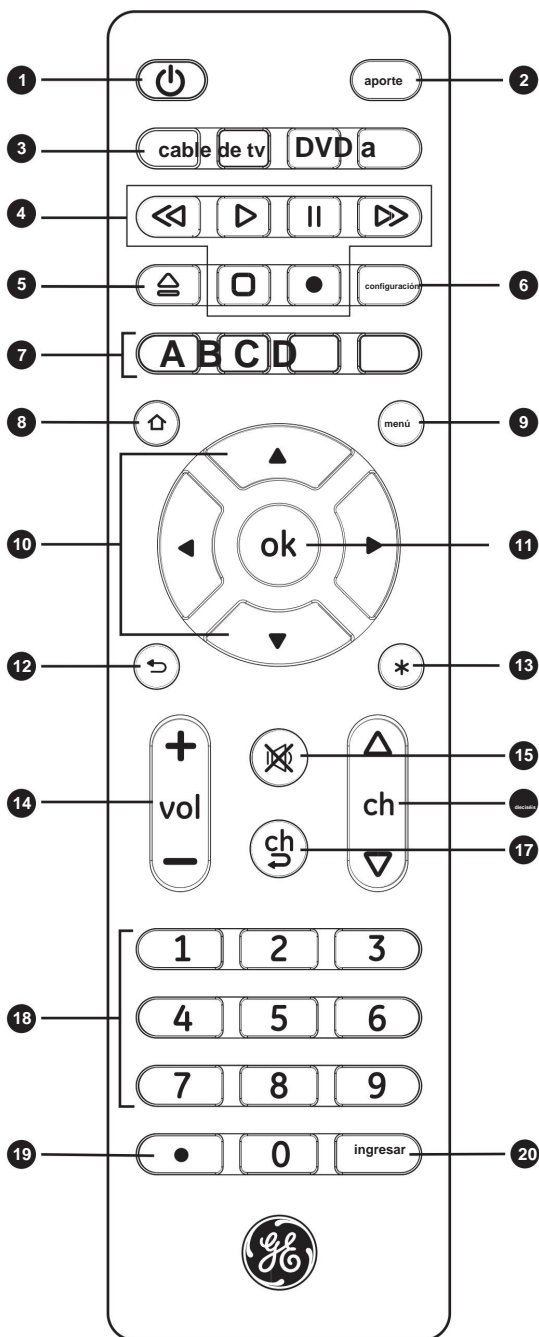 1 2
aporte
3 cable de tv DVD a
4
5 configuración 6
7 A B C D
8 menú 9
10 ok 11
12 13
15
14 vol ch dieciséis
ch 17
1 2 3
18 4 5 6
7 8 9
19 0 ingresar 20
GE